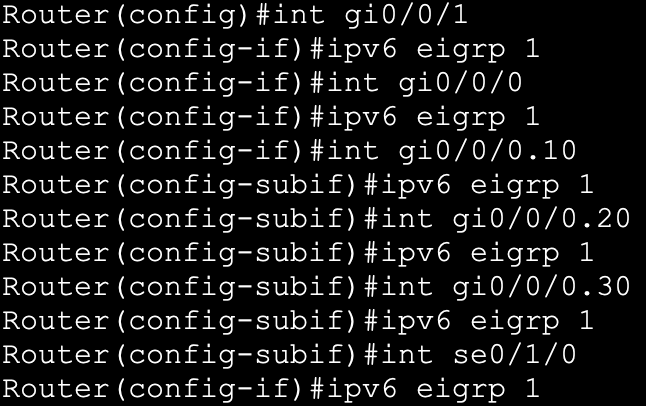 Router(config)#int gi0/0/1
Router(config-if)#ipv6 eigrp 1
Router(config-if)#int gi0/0/0
Router(config-if)#ipv6 eigrp 1
Router(config-if)#int gi0/0/0.10
Router(config-subif)#ipv6 eigrp 1
Router(config-subif)#int gi0/0/0.20
Router(config-subif)#ipv6 eigrp 1
Router(config-subif)#int gi0/0/0.30
Router(config-subif)#ipv6 eigrp 1
Router(config-subif)#int se0/1/0
Router(config-if)#ipv6 eigrp 1